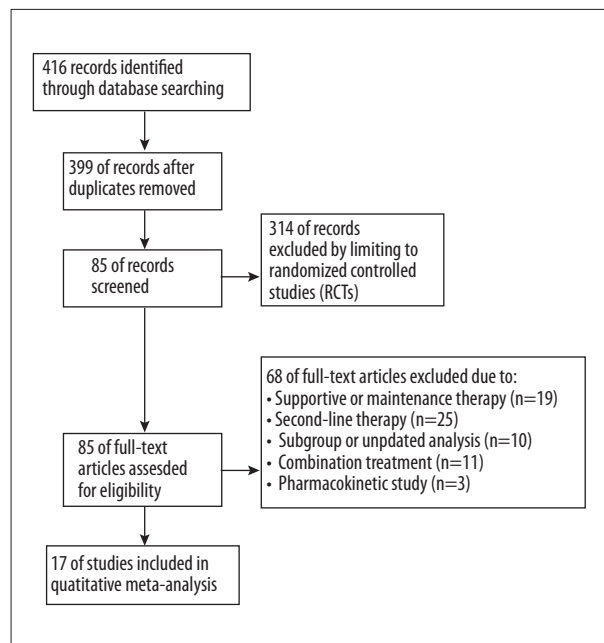 416 records identified
through database searching
399 of records after
duplicates removed
314 of records
excluded by limiting to
randomized controlled
studies (RCTs)
85 of records
screened
68 of full-text articles excluded due to:
• Supportive or maintenance therapy (n=19)
• Second-line therapy (n=25)
• Subgroup or unpdated analysis (n=10)
• Combination treatment (n=11)
• Pharmacokinetic study (n=3)
85 of full-text
articles assesded
for eligibility
17 of studies included in
quatitative meta-analysis